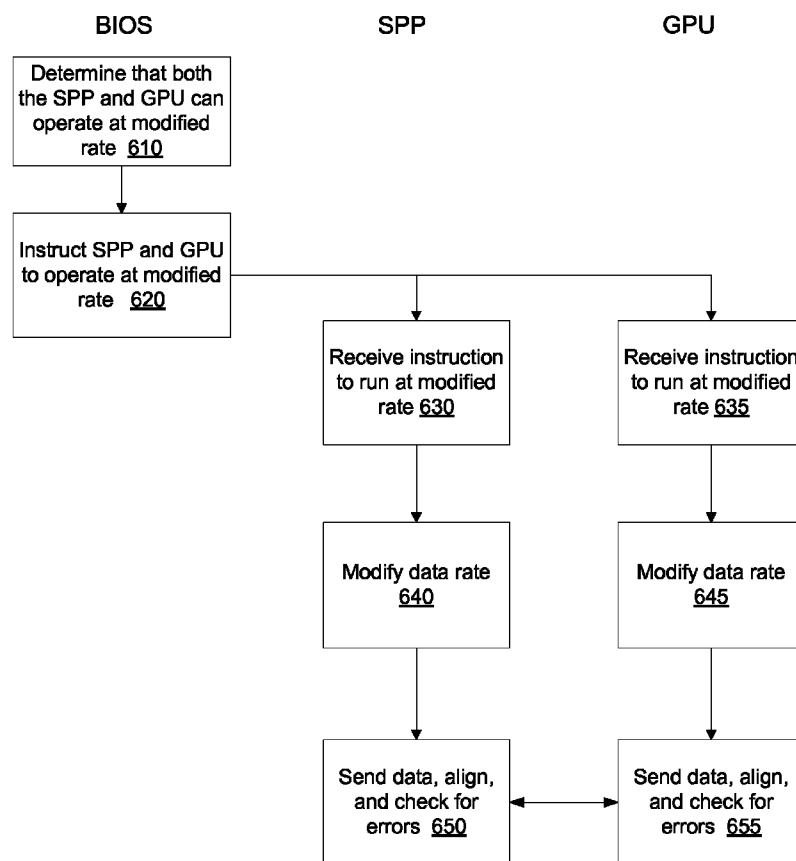 BIOS
SPP
GPU
Determine that both
the SPP and GPU can
operate at modified
rate 610
Instruct SPP and GPU
to operate at modified
rate 620
Receive instruction
to run at modified
rate 630
Receive instruction
to run at modified
rate 635
Modify data rate
640
Modify data rate
645
Send data, align,
and check for
errors 650
Send data, align,
and check for
errors 655